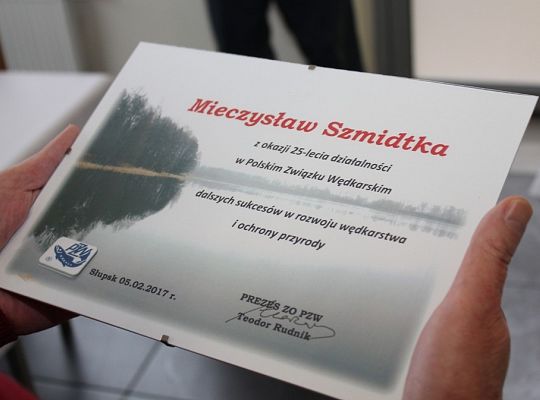 Mieczysław Szmidtka
z okazji 25-lecia działalności
w Polskim Związku Wędkarskim
dalszych sukcesów w rozwoju wędkarstwa
i ochrony przyrody
PZW
Słupsk 05.02.2017 r.
PREZES ZO PZW
Teodor Rudnik